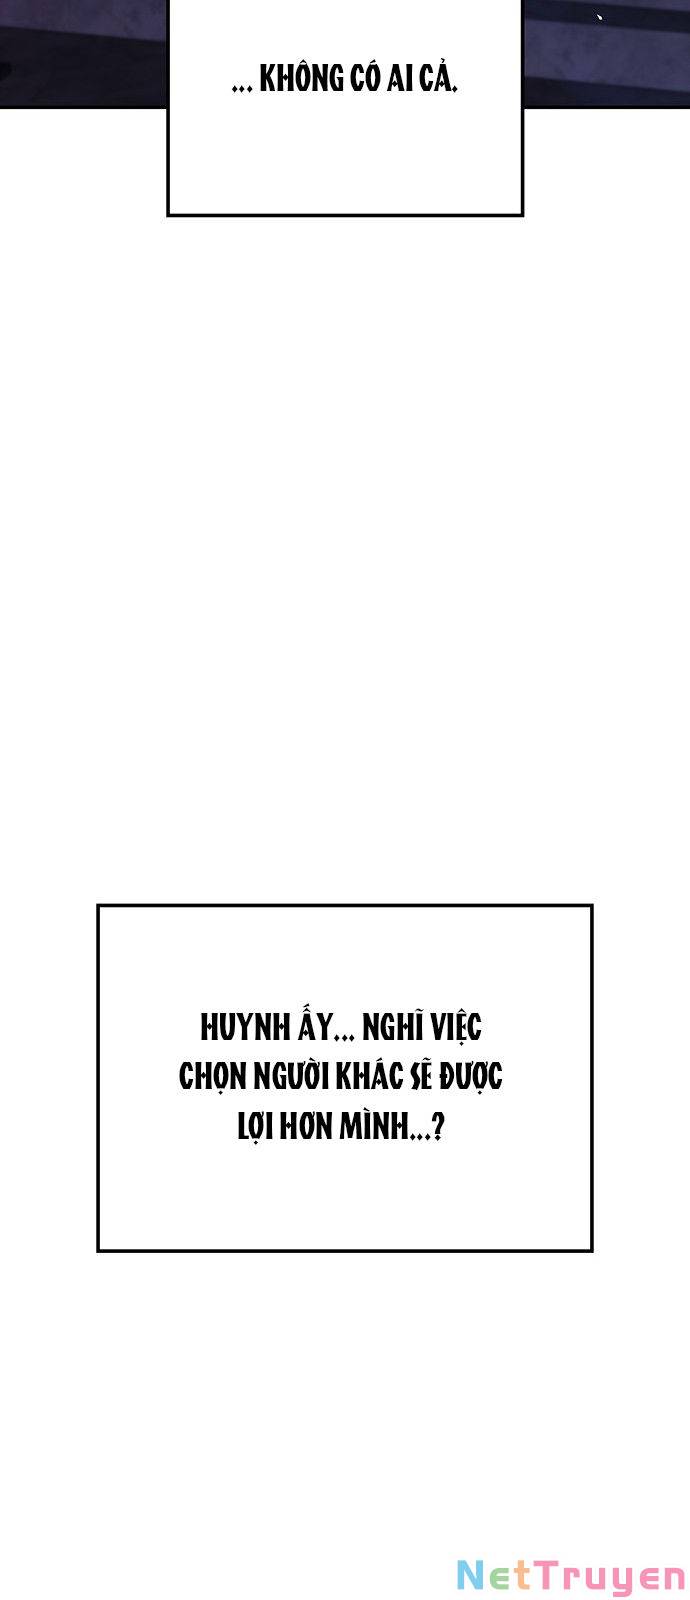 ... KHÔNG CÓ AI CẢ.
HUYNH ẤY... NGHĨ VIỆC
CHỌN NGƯỜI KHÁC SẼ ĐƯỢC
LỢI HƠN MÌNH...?
NetTruyen